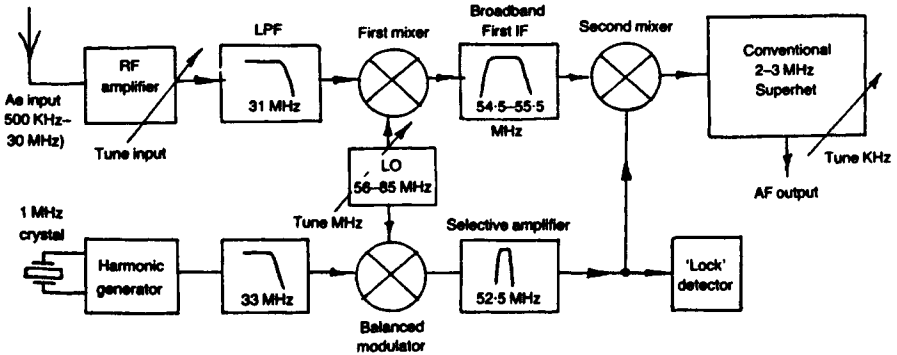 LPF
First mixer
Broadband
First IF
Second mixer
RF
amplifier
31 MHz
54·5–55·5
MHz
Conventional
2–3 MHz
Superhet
Ae input
500 KHz–
30 MHz)
Tune input
LO
56–85 MHz
Tune MHz
Tune KHz
AF output
1 MHz
crystal
Harmonic
generator
33 MHz
Balanced
modulator
Selective amplifier
52·5 MHz
'Lock'
detector